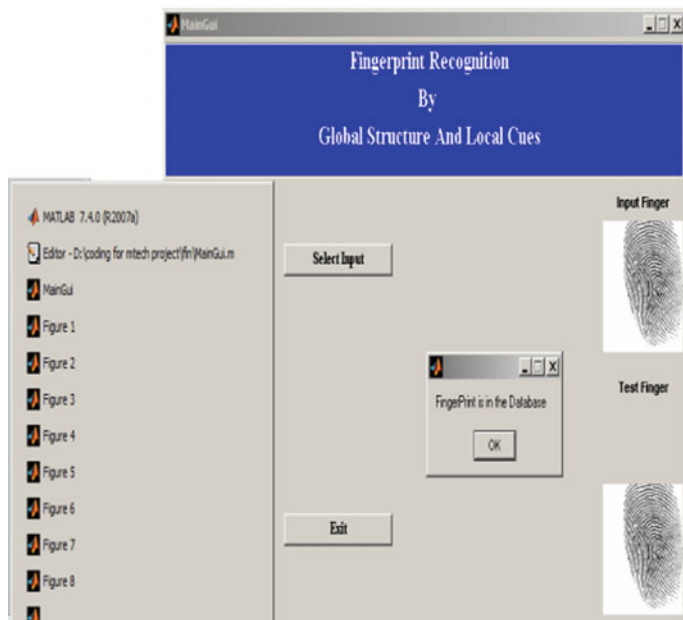 MainGui
Fingerprint Recognition
By
Global Structure And Local Cues
MATLAB 7.4.0 (R2007a)
Editor - D:\coding for mtech project\fin\MainGui.m
MainGui
Figure 1
Figure 2
Figure 3
Figure 4
Figure 5
Figure 6
Figure 7
Figure 8
Select Input
Exit
FingerPrint is in the Database
OK
Input Finger
Test Finger